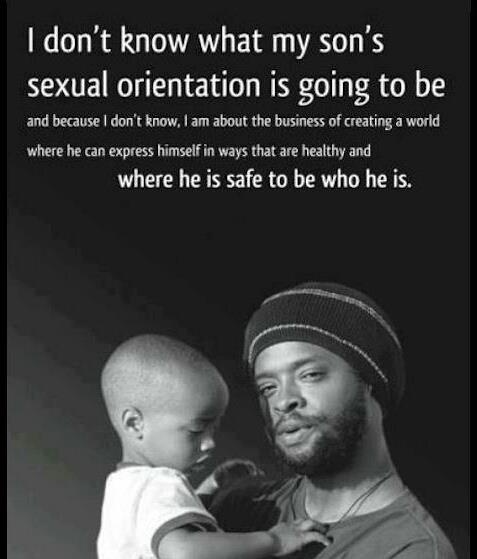 I don't know what my son's
sexual orientation is going to be
and because I don't know, I am about the business of creating a world
where he can express himself in ways that are healthy and
where he is safe to be who he is.